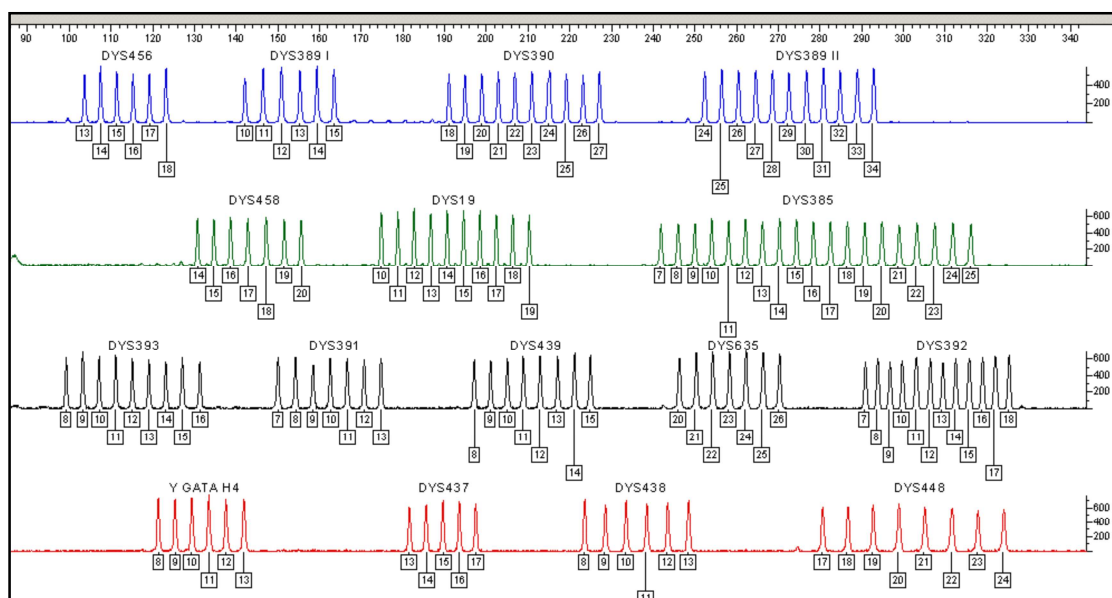 90 100 110 120 130 140 150 160 170 180 190 200 210 220 230 240 250 260 270 280 290 300 310 320 330 340
DYS456 DYS389 I DYS390 DYS389 II
400
200
13 15 17 10 11 13 15 18 20 22 24 26 24 26 29 32
14 16 12 14 19 21 23 27 27 30 33
18 25 25 28 31 34
DYS458 DYS19 DYS385
600
400
200
14 16 19 10 12 14 16 18 7 8 9 10 12 15 18 21 24 25
15 17 20 11 13 15 17 13 16 19 22
18 19 11 14 17 20 23
DYS393 DYS391 DYS439 DYS635 DYS392
600
400
200
8 9 10 12 14 16 7 8 9 10 12 9 10 13 15 20 23 26 7 10 13 16 18
11 13 15 11 13 8 11 21 24 8 11 14
12 14 22 25 9 12 15 17
Y GATA H4 DYS437 DYS438 DYS448
600
400
200
8 9 10 12 13 15 17 8 9 10 12 13 17 18 19 21 23
11 13 14 16 11 20 22 24